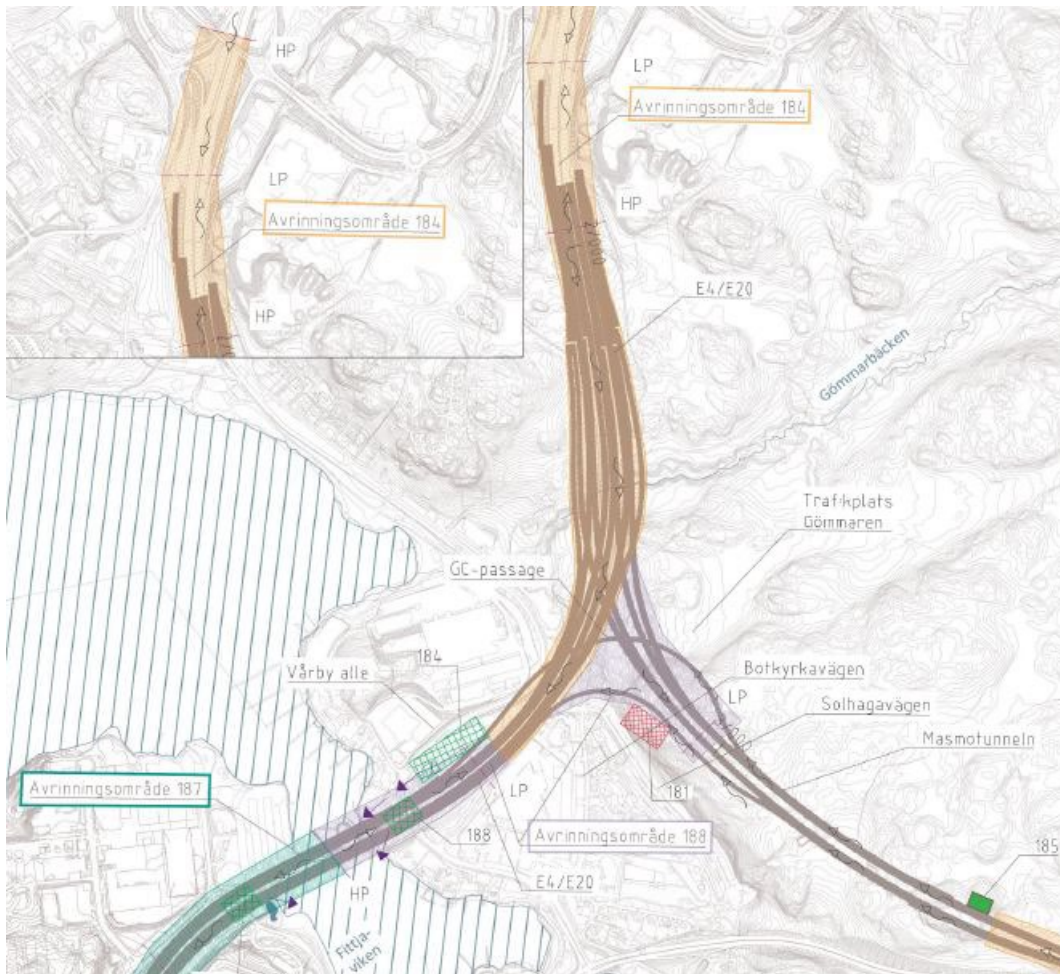 HP
LP
Avrinningsområde 184
HP
LP
Avrinningsområde 184
HP
E4/E20
Gömmarbäcken
Trafikplats
Gömmaren
GC-passage
Botkyrkavägen
184
Vårby alle
LP
Solhagavägen
Masmotunneln
Avrinningsområde 187
LP
181
188
Avrinningsområde 188
185
E4/E20
HP
Fittja-
viken